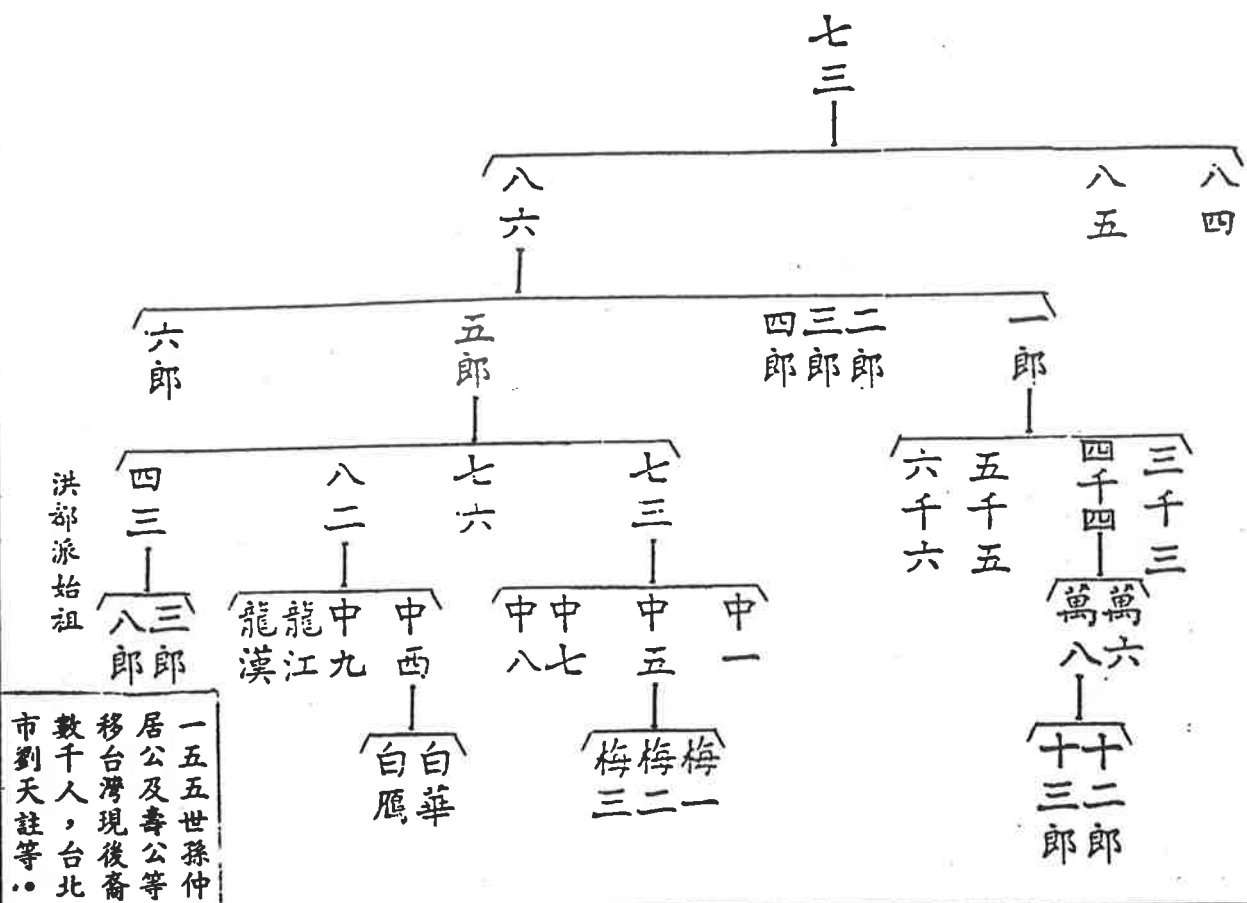 七三
八四
八五
八六
一郎
二郎
三郎
四郎
五郎
六郎
三千三
四千四
五千五
六千六
七三
七六
八二
四三
洪部派始祖
萬六
萬八
中一
中五
中七
中八
中西
中九
龍江
龍漢
三郎
八郎
十二郎
十三郎
梅一
梅二
梅三
白華
白鴈
一五五世孫仲
居公及壽公等
移台灣現後裔
數千人，台北
市劉天註等..